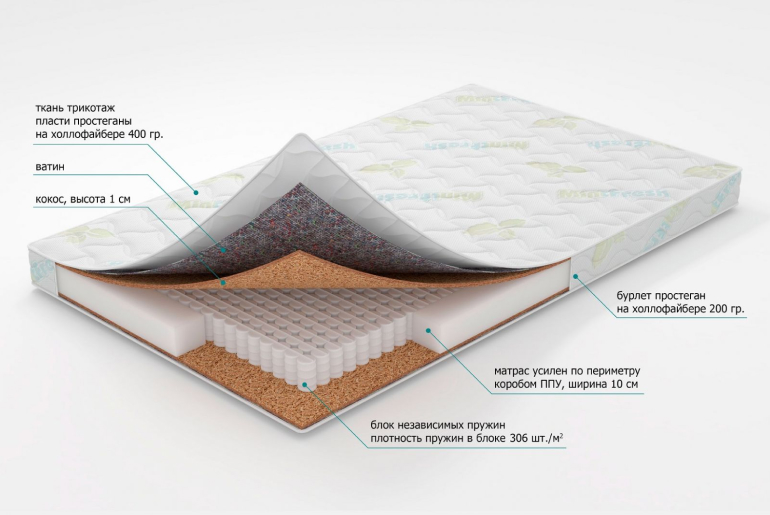 ткань трикотаж
пласти простеганы
на холлофайбере 400 гр.
ватин
кокос, высота 1 см
бурлет простеган
на холлофайбере 200 гр.
матрас усилен по периметру
коробом ППУ, ширина 10 см
блок независимых пружин
плотность пружин в блоке 306 шт./м²